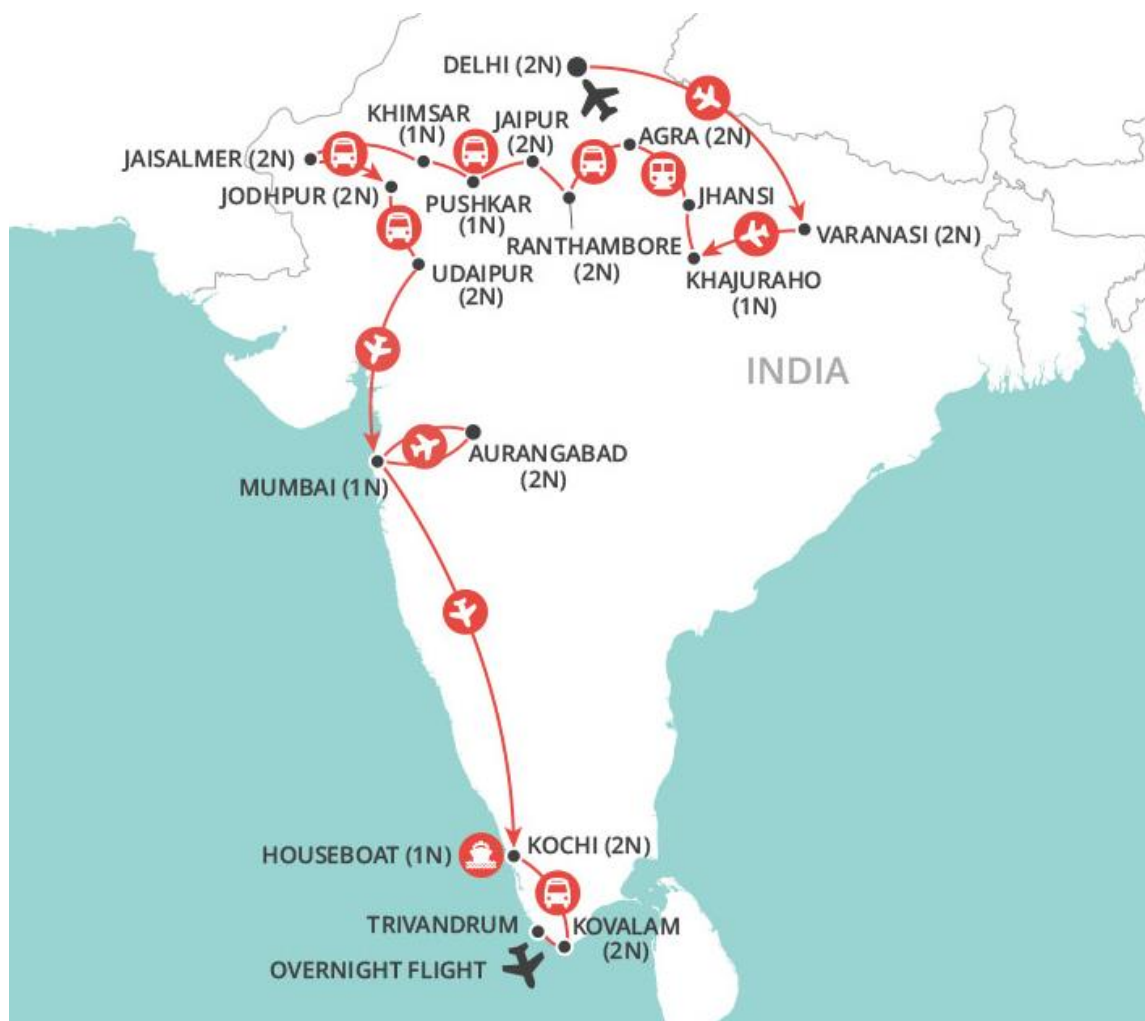 DELHI (2N)
KHIMSAR
(1N)
JAIPUR
(2N)
AGRA (2N)
JAISALMER (2N)
JODHPUR (2N)
PUSHKAR
(1N)
JHANSI
RANTHAMBORE
(2N)
VARANASI (2N)
UDAIPUR
(2N)
KHAJURAHO
(1N)
INDIA
AURANGABAD
(2N)
MUMBAI (1N)
HOUSEBOAT (1N)
KOCHI (2N)
TRIVANDRUM
KOVALAM
(2N)
OVERNIGHT FLIGHT